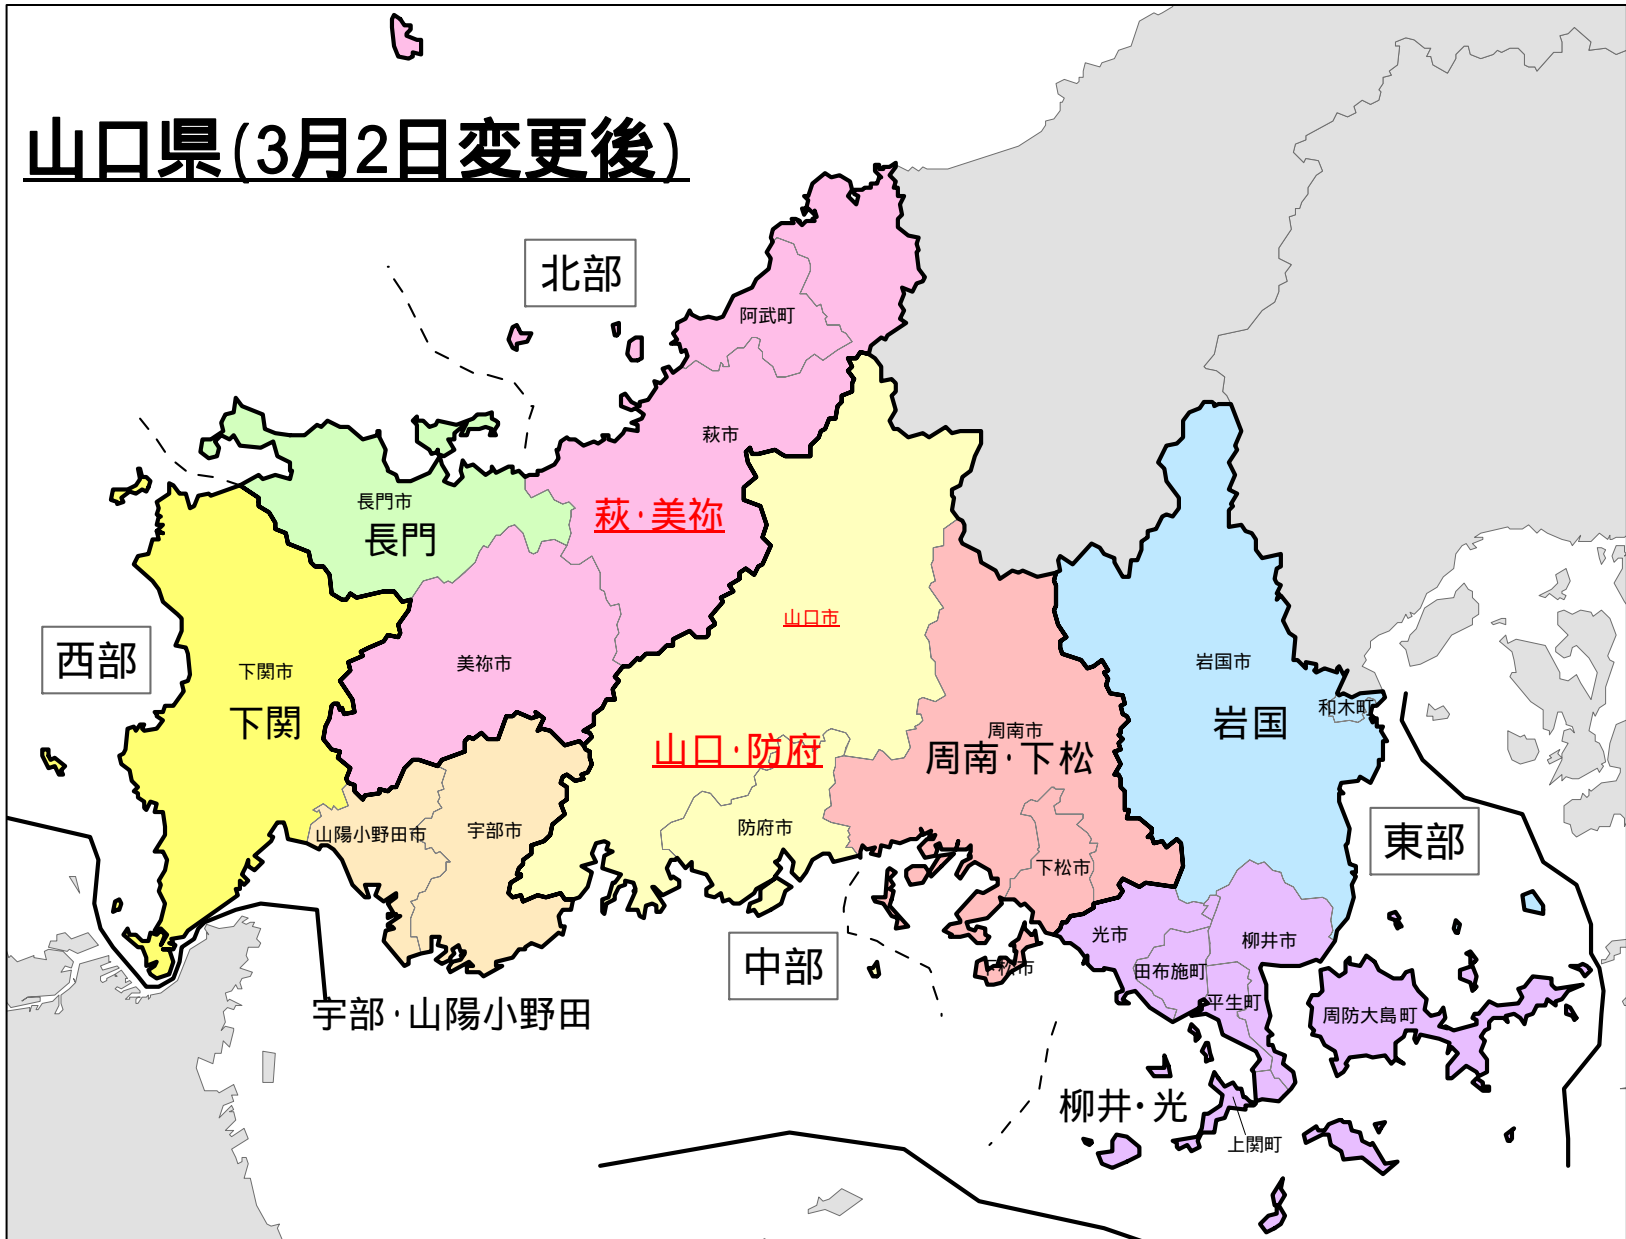 山口県(3月2日変更後)
北部
阿武町
萩市
長門市
長門
萩・美祢
山口市
西部
下関市
下関
美祢市
岩国市
岩国
和木町
周南市
周南・下松
山口・防府
山陽小野田市
宇部市
防府市
下松市
東部
中部
光市
柳井市
田布施町
下松市
平生町
周防大島町
宇部・山陽小野田
柳井・光
上関町